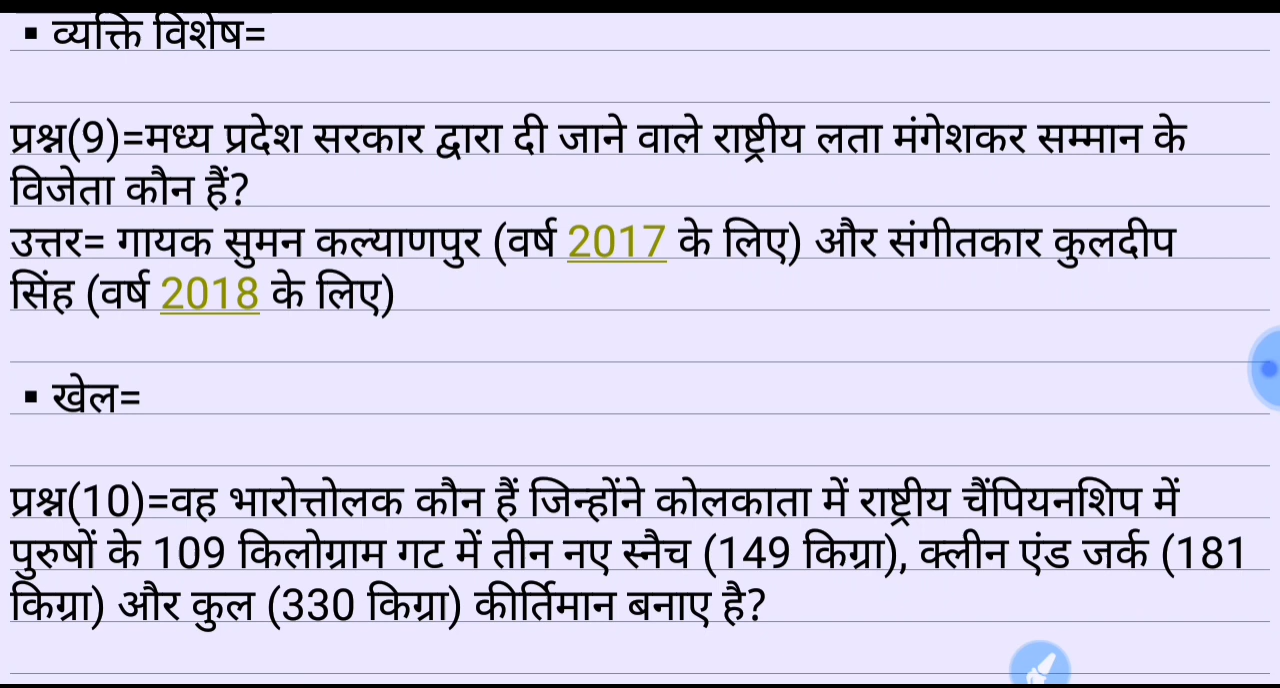 ▪ व्यक्ति विशेष=
प्रश्न(9)=मध्य प्रदेश सरकार द्वारा दी जाने वाले राष्ट्रीय लता मंगेशकर सम्मान के
विजेता कौन हैं?
उत्तर= गायक सुमन कल्याणपुर (वर्ष 2017 के लिए) और संगीतकार कुलदीप
सिंह (वर्ष 2018 के लिए)
▪ खेल=
प्रश्न(10)=वह भारोत्तोलक कौन हैं जिन्होंने कोलकाता में राष्ट्रीय चैंपियनशिप में
पुरुषों के 109 किलोग्राम गट में तीन नए स्नैच (149 किग्रा), क्लीन एंड जर्क (181
किग्रा) और कुल (330 किग्रा) कीर्तिमान बनाए है?